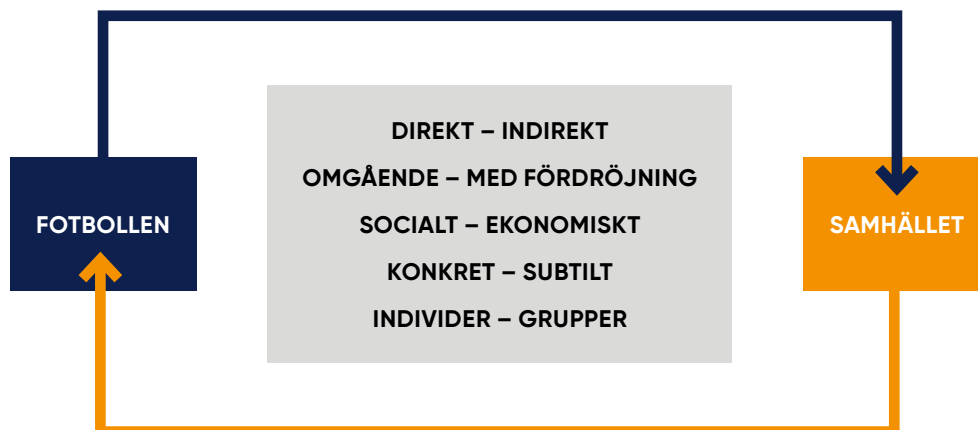 DIREKT – INDIREKT
OMGÅENDE – MED FÖRDRÖJNING
FOTBOLLEN
SOCIALT – EKONOMISKT
SAMHÄLLET
KONKRET – SUBTILT
INDIVIDER – GRUPPER